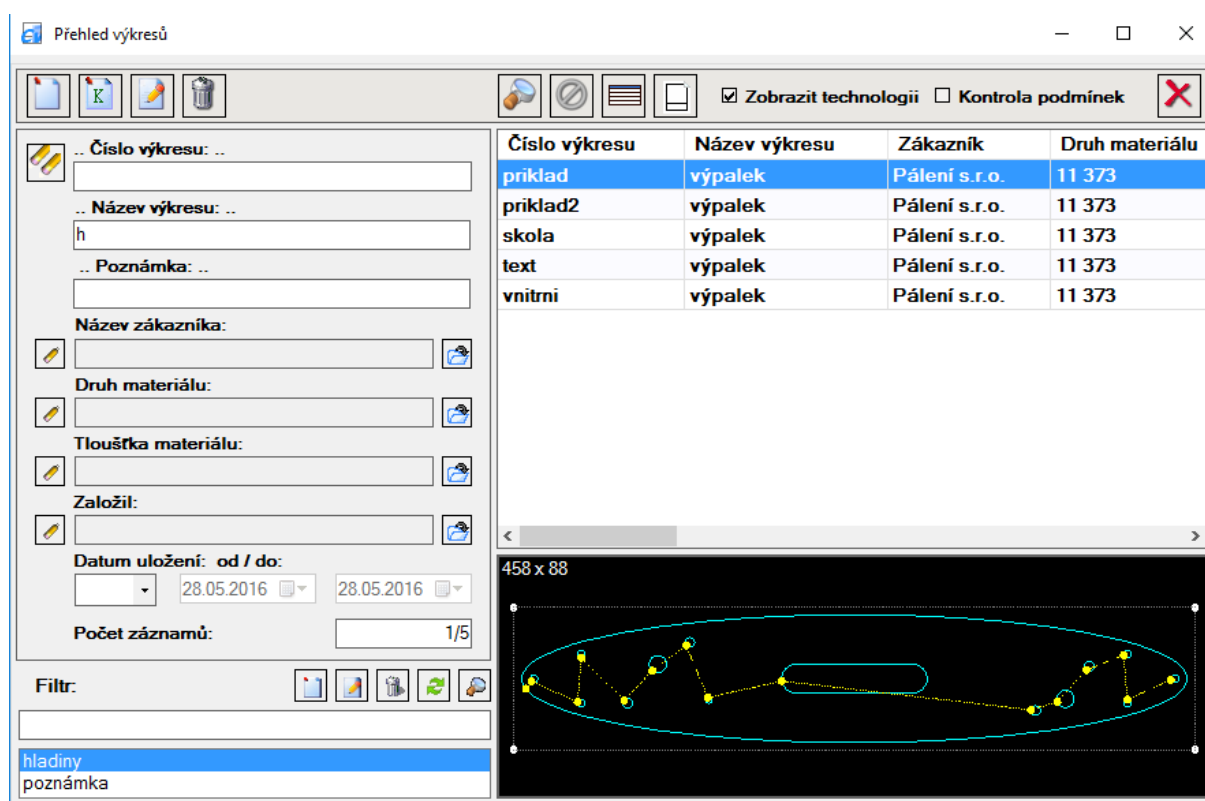 Přehled výkresů
K
Zobrazit technologii Kontrola podmínek
.. Číslo výkresu: ..
.. Název výkresu: ..
h
.. Poznámka: ..
Název zákazníka:
Druh materiálu:
Tloušťka materiálu:
Založil:
Datum uložení: od / do:
28.05.2016 28.05.2016
Počet záznamů: 1/5
Filtr:
hladiny
poznámka
Číslo výkresu Název výkresu Zákazník Druh materiálu
priklad výpalek Pálení s.r.o. 11 373
priklad2 výpalek Pálení s.r.o. 11 373
skola výpalek Pálení s.r.o. 11 373
text výpalek Pálení s.r.o. 11 373
vnitrni výpalek Pálení s.r.o. 11 373
458 x 88